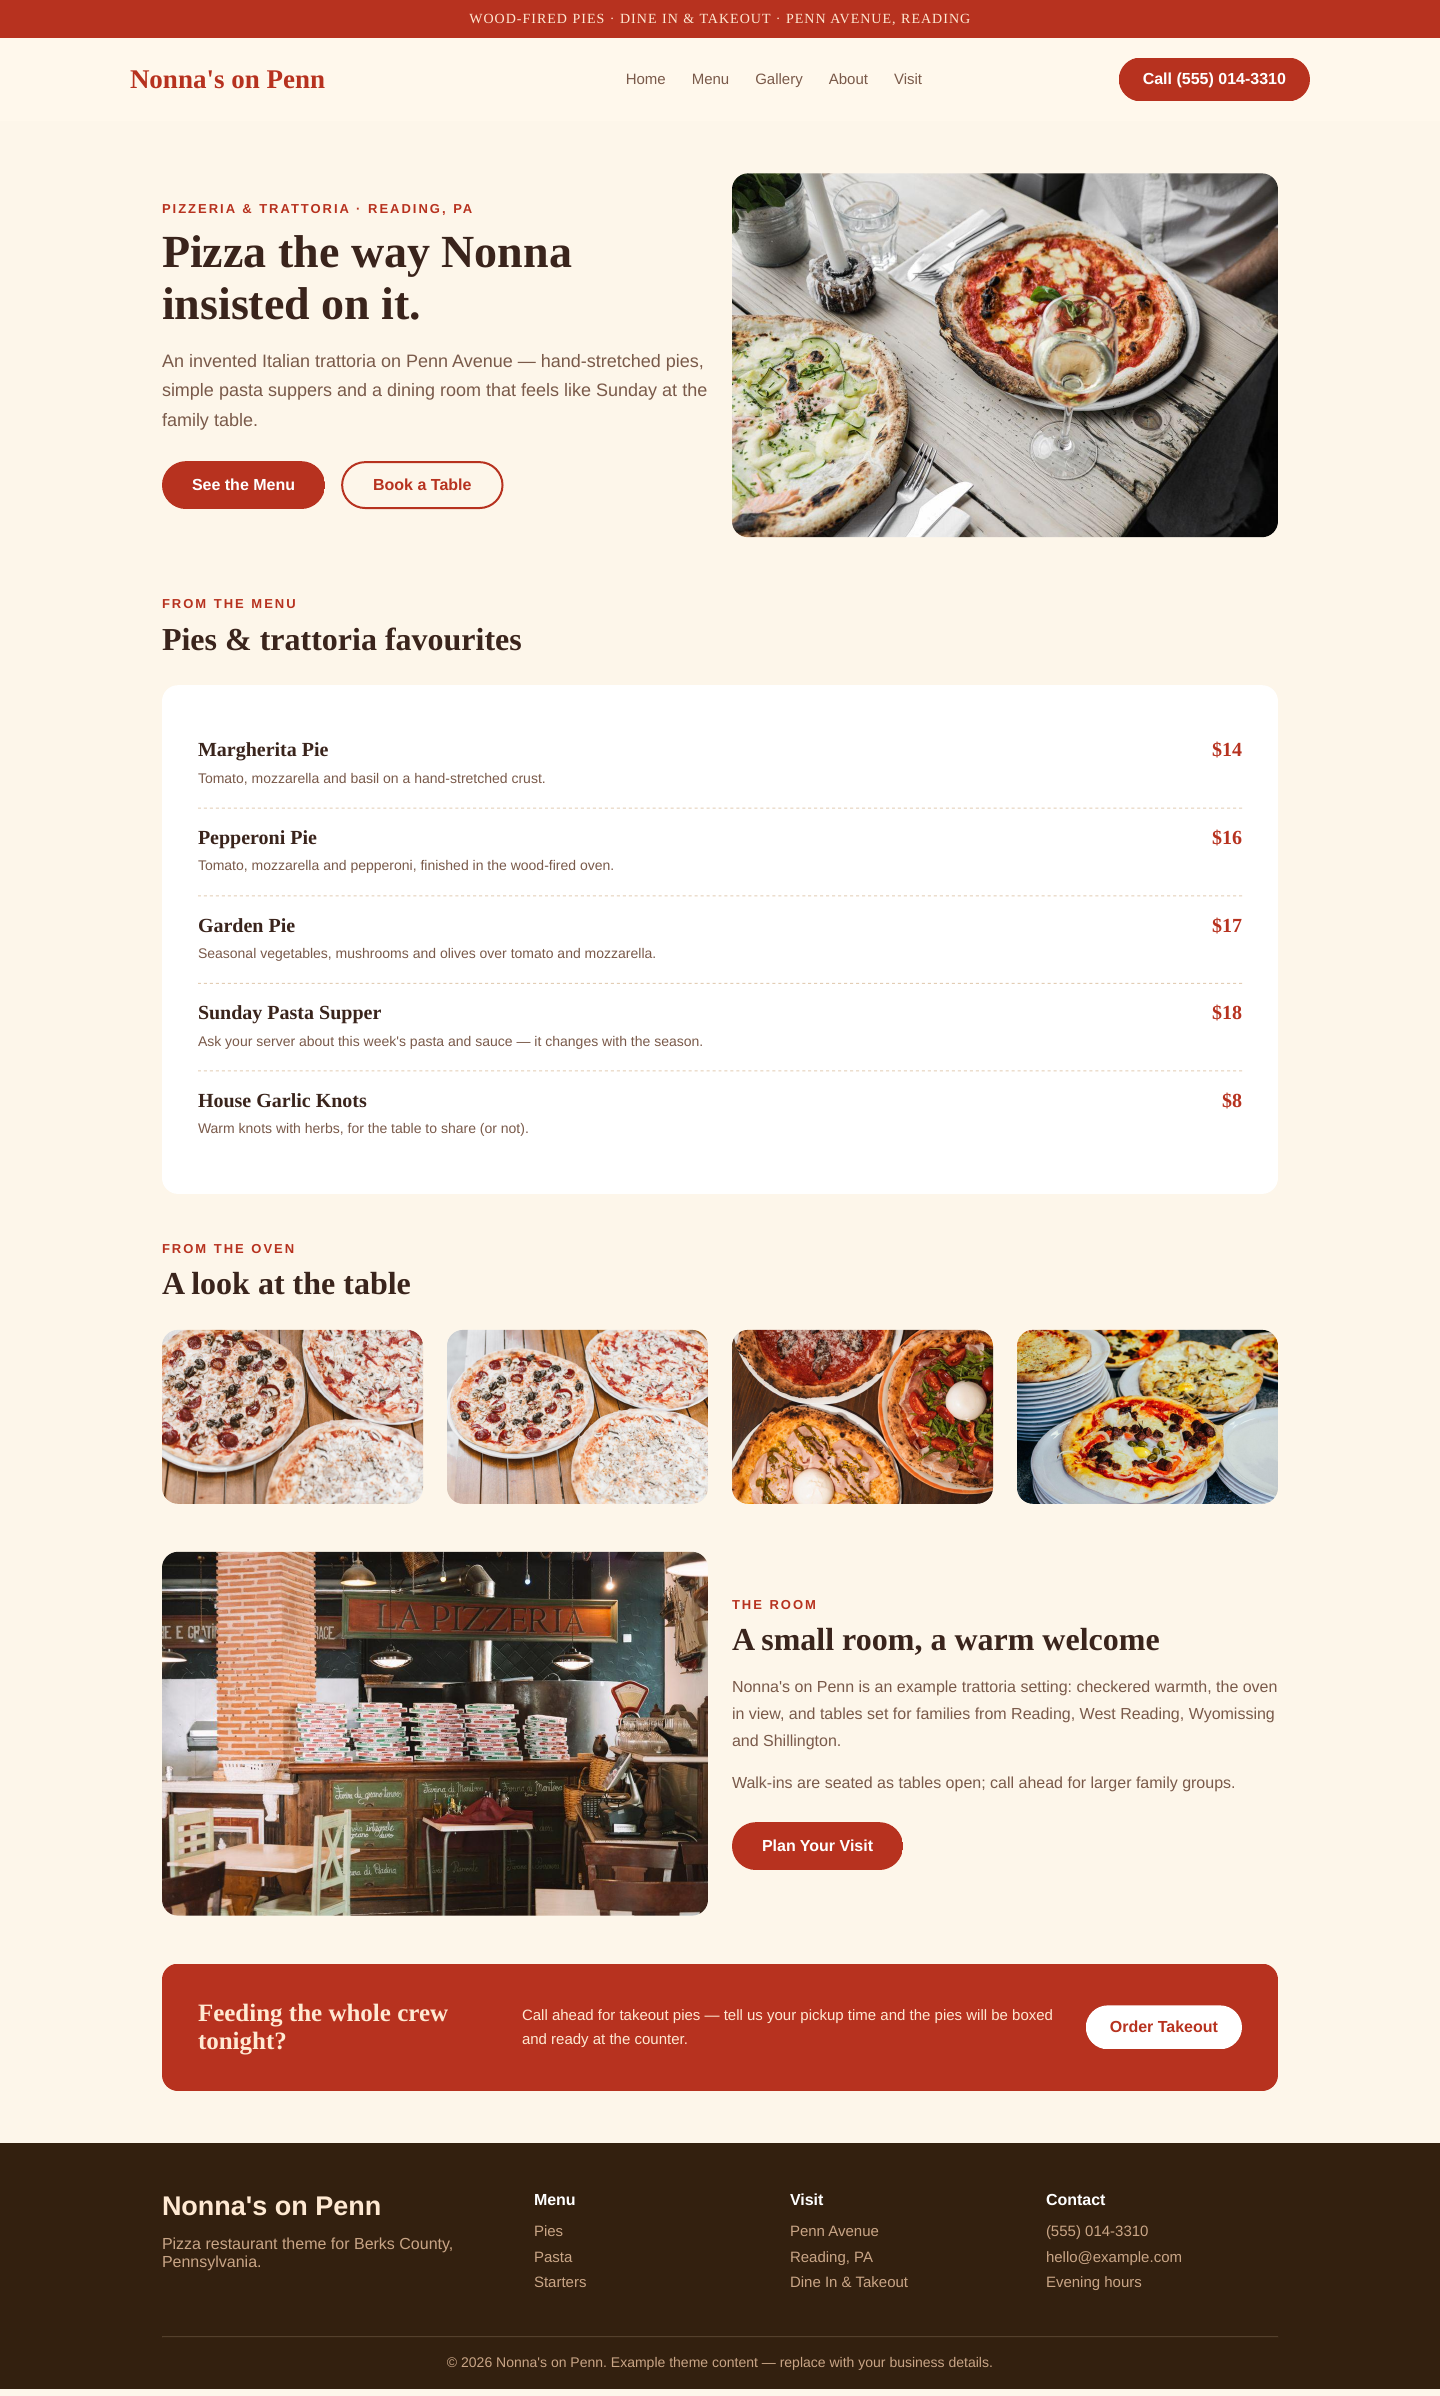 WOOD-FIRED PIES · DINE IN & TAKEOUT · PENN AVENUE, READING
Nonna's on Penn
Home
Menu
Gallery
About
Visit
Call (555) 014-3310
PIZZERIA & TRATTORIA · READING, PA
Pizza the way Nonna
insisted on it.
An invented Italian trattoria on Penn Avenue — hand-stretched pies,
simple pasta suppers and a dining room that feels like Sunday at the
family table.
See the Menu
Book a Table
FROM THE MENU
Pies & trattoria favourites
Margherita Pie
$14
Tomato, mozzarella and basil on a hand-stretched crust.
Pepperoni Pie
$16
Tomato, mozzarella and pepperoni, finished in the wood-fired oven.
Garden Pie
$17
Seasonal vegetables, mushrooms and olives over tomato and mozzarella.
Sunday Pasta Supper
$18
Ask your server about this week's pasta and sauce — it changes with the season.
House Garlic Knots
$8
Warm knots with herbs, for the table to share (or not).
FROM THE OVEN
A look at the table
LA PIZZERIA
THE ROOM
A small room, a warm welcome
Nonna's on Penn is an example trattoria setting: checkered warmth, the oven
in view, and tables set for families from Reading, West Reading, Wyomissing
and Shillington.
Walk-ins are seated as tables open; call ahead for larger family groups.
Plan Your Visit
Feeding the whole crew
tonight?
Call ahead for takeout pies — tell us your pickup time and the pies will be boxed
and ready at the counter.
Order Takeout
Nonna's on Penn
Pizza restaurant theme for Berks County,
Pennsylvania.
Menu
Pies
Pasta
Starters
Visit
Penn Avenue
Reading, PA
Dine In & Takeout
Contact
(555) 014-3310
hello@example.com
Evening hours
© 2026 Nonna's on Penn. Example theme content — replace with your business details.